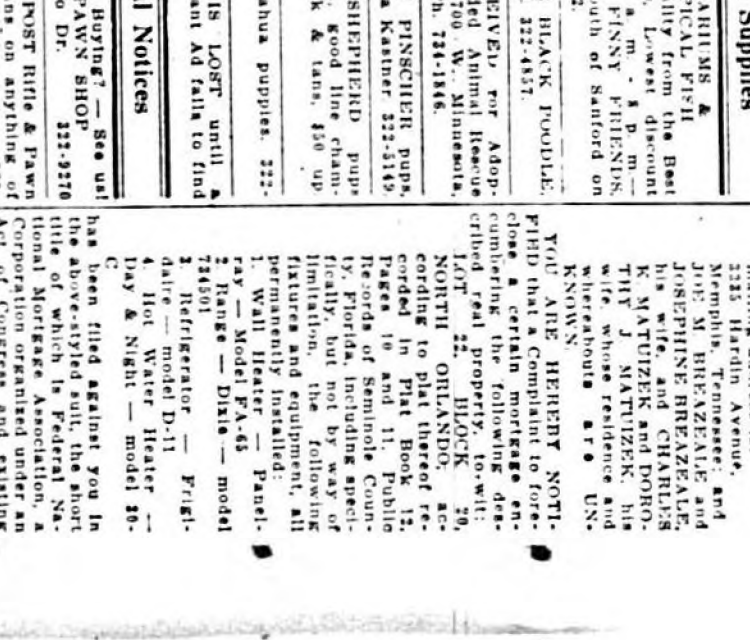 Supplies
ARIUMS &
PICAL FISH
ality from the Best
. Lowest discount
a.m. - 8 p.m. —
FINNY FRIENDS,
outh of Sanford on
2.
BLACK POODLE.
322-4857.
EIVED for Adop-
ded Animal Rescue
700 W. Minnesota,
h. 734-1846.
PINSCHER pups,
a Kastner. 322-5149.
SHEPHERD pups
, good line cham-
k & tans, $50 up.
ahua puppies. 322-
IS LOST until a
ant Ad fails to find
l Notices
Buying? — See us!
PAWN SHOP
o Dr. 322-9270
POST Rifle & Pawn
ns, on anything of
2235 Hardin Avenue,
Memphis, Tennessee; and
JOE M. BREAZEALE and
JOSEPHINE BREAZEALE,
his wife, and CHARLES
K. MATUIZEK and DORO-
THY J. MATUIZEK, his
wife, whose residence and
whereabouts are UN-
KNOWN.
YOU ARE HEREBY NOTI-
FIED that a Complaint to fore-
close a certain mortgage en-
cumbering the following des-
cribed real property, to-wit:
LOT 22, BLOCK 20,
NORTH ORLANDO, ac-
cording to plat thereof re-
corded in Plat Book 12,
Pages 10 and 11, Public
Records of Seminole Coun-
ty, Florida, including speci-
fically, but not by way of
limitation, the following
fixtures and equipment, all
permanently installed:
1. Wall Heater — Panel-
ray — Model FA-65
2. Range — Dixie — model
734501
3. Refrigerator — Frigi-
daire — model D-11
4. Hot Water Heater —
Day & Night — model 20-
C
has been filed against you in
the above-styled suit, the short
title of which is Federal Na-
tional Mortgage Association, a
Corporation organized under an
Act of Congress and existing